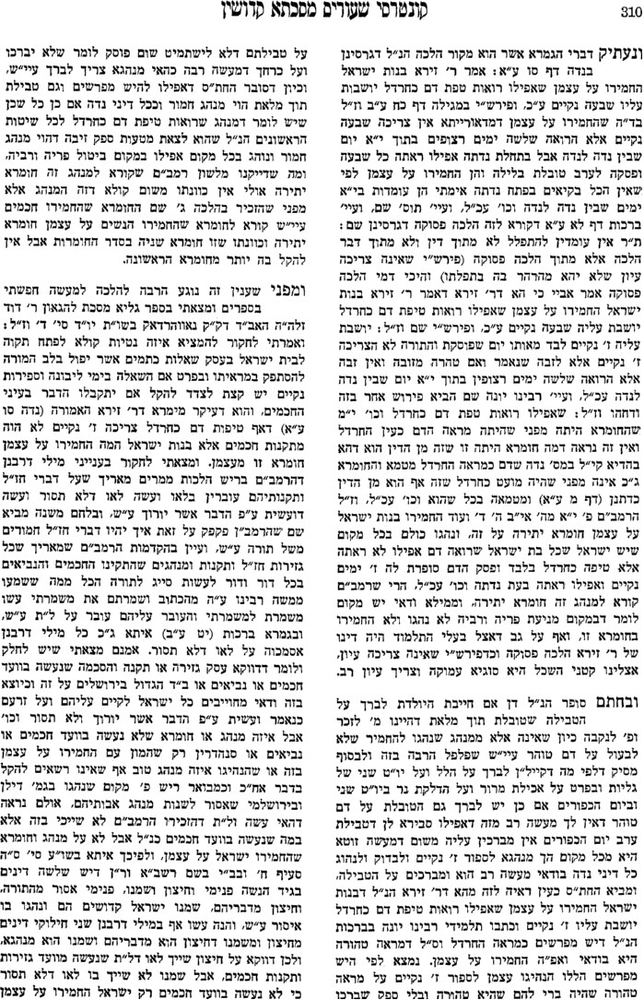 310
קונטרסי שעורים מסכתא קדושין
ונעתיק דברי הגמרא אשר הוא מקור הלכה הנ"ל דגרסינן
בנדה דף סו ע"א: אמר ר' זירא בנות ישראל
החמירו על עצמן שאפילו רואות טפת דם כחרדל יושבות
עליו שבעה נקיים ע"כ, ופירש"י במגילה דף כח ע"ב וז"ל
בד"ה שהחמירו על עצמן דמדאורייתא אין צריכה שבעה
נקיים אלא הרואה שלשה ימים רצופים בתוך י"א יום
שבין נדה לנדה אבל בתחלת נדתה אפילו ראתה כל שבעה
ופסקה לערב טובלת בלילה והן החמירו על עצמן לפי
שאין הכל בקיאים בפתח נדתה אימתי הן עומדות בי"א
ימים שבין נדה לנדה וכו' עכ"ל, ועיי' תוס' שם, ועיי'
ברכות דף לא ע"א דקורא לזה הלכה פסוקה דגרסינן שם:
ת"ר אין עומדין להתפלל לא מתוך דין ולא מתוך דבר
הלכה אלא מתוך הלכה פסוקה (פירש"י שאינה צריכה
עיון שלא יהא מהרהר בה בתפלתו) והיכי דמי הלכה
פסוקה אמר אביי כי הא דר' זירא דאמר ר' זירא בנות
ישראל החמירו על עצמן שאפילו רואות טיפת דם כחרדל
יושבת עליה שבעה נקיים ע"כ, ופירש"י שם וז"ל: יושבת
עליה ז' נקיים לבד מאותו יום שפוסקת והתורה לא הצריכה
ז' נקיים אלא לזבה שנאמר ואם טהרה מזובה ואין זבה
אלא הרואה שלשה ימים רצופין בתוך י"א יום שבין נדה
לנדה עכ"ל, ועיי' רבינו יונה שם הביא פירוש אחר בזה
ודחהו וז"ל: שאפילו רואות טפת דם כחרדל וכו' י"מ
שהחומרא היתה מפני שהיתה מראה הדם כעין החרדל
ואין זה נראה דמה חומרא היתה זו שזה מן הדין הוא דהא
בהדיא קי"ל במס' נדה שדם כמראה החרדל מטמא והחומרא
ג"כ אינה מפני שהיה מועט כחרדל שזה אף הוא מן הדין
כדתנן (דף מ ע"א) ומטמאה בכל שהוא וכו' עכ"ל, וז"ל
הרמב"ם פ' י"א מה' אי"ב ה' ד' ועוד החמירו בנות ישראל
על עצמן חומרא יתירה על זה, ונהגו כולם בכל מקום
שיש ישראל שכל בת ישראל שרואה דם אפילו לא ראתה
אלא טיפה כחרדל בלבד ופסק הדם סופרת לה ז' ימים
נקיים ואפילו ראתה בעת נדתה וכו' עכ"ל, הרי שרמב"ם
קורא למנהג זה חומרא יתירה, וממילא ודאי יש מקום
לומר דבמקום מניעת פריה ורביה לא נהגו ולא החמירו
בחומרא זו, ואף על גב דאצל בעלי התלמוד היה דינו
של ר' זירא הלכה פסוקה וכדפירש"י שאינה צריכה עיון,
אצלינו קטני השכל היא סוגיא עמוקה וצריך עיון רב.
ובחתם סופר הנ"ל דן אם חייבת היולדת לברך על
הטבילה שטובלת תוך מלאת דהיינו מ' לזכר
ופ' לנקבה כיון שאינה אלא ממנהג שנהגו להחמיר שלא
לבעול על דם טוהר עיי"ש שפלפל הרבה בזה ולבסוף
מסיק דלפי מה דקיי"לן לברך על הלל ועל יו"ט שני של
גליות ובפרט על אכילת מרור ועל הדלקת נר ביו"ט שני
וביום הכפורים אם כן יש לברך גם הטובלת על דם
טוהר דאין לך מעשה רב מזה דאפילו סבירא לן דטבילת
ערב יום הכפורים אין מברכין עליה משום דמעשה זוטא
היא מכל מקום הך מנהגא לספור ז' נקיים ולבדוק ולנהוג
כל דיני נדה בודאי מעשה רב הוא ומברכים על הטבילה,
ומביא החת"ס כעין ראיה לזה מהא דר' זירא הנ"ל דבנות
ישראל החמירו על עצמן שאפילו רואות טיפת דם כחרדל
יושבת עליו ז' נקיים וכתבו תלמידי רבינו יונה בברכות
הנ"ל דיש מפרשים כמראה החרדל וס"ל דמראה טהורה
היא בודאי ואפ"ה החמירו על עצמן. נמצא לפי היש
מפרשים הללו הנהיגו עצמן לספור ז' נקיים על מראה
טהורה שהיה ברי להם שהיא טהורה ובלי ספק שברכו
על טבילתם דלא לישתמיט שום פוסק לומר שלא יברכו
ועל כרחך דמעשה רבה כהאי מנהגא צריך לברך עיי"ש,
וכיון דסובר החת"ס דאפילו להיש מפרשים וגם טבילת
תוך מלאת הוי מנהג חמור וככל דיני נדה אם כן כל שכן
שיש לומר דמנהג שרואות טיפת דם כחרדל לכל שיטות
הראשונים הנ"ל שהוא לצאת מטעות ספק זיבה דהוי מנהג
חמור ונוהג בכל מקום אפילו במקום ביטול פריה ורביה,
ומה שדייקנו מלשון רמב"ם שקורא למנהג זה חומרא
יתירה אולי אין כוונתו משום קולא דזה המנהג אלא
מפני שהזכיר בהלכה ג' שם החומרא שהחמירו חכמים
עיי"ש קורא לחומרא שהחמירו הנשים על עצמן חומרא
יתירה וכוונתו שזו חומרא שניה בסדר החומרות אבל אין
להקל בה יותר מחומרא הראשונה.
ומפני שענין זה נוגע הרבה להלכה למעשה חפשתי
בספרים ומצאתי בספר גליא מסכת להגאון ר' דוד
זלה"ה האב"ד דק"ק נאווהרדאק בשו"ת יו"ד סי' ד' וז"ל:
ואמרתי לחקור להמציא איזה נטיות קולא לפתח תקוה
לבית ישראל בעסק שאלות כתמים אשר יפול בלב המורה
להסתפק במראיתו ובפרט אם השאלה בימי ליבונה וספירות
נקיים יש קצת לצדד להקל אם יתקבלו הדבר בעיני
החכמים, והוא דעיקר מימרא דר' זירא האמורה (נדה סו
ע"א) דאף טיפות דם כחרדל צריכה ז' נקיים לא הוה
מתקנות חכמים אלא בנות ישראל המה החמירו על עצמן
חומרא זו מעצמן. ומצאתי לחקור בענייני מילי דרבנן
דהרמב"ם בריש הלכות ממרים מאריך שעל דברי חז"ל
ותקנותיהם עוברין בלאו ועשה לאו דלא תסור ועשה
דועשית ע"פ הדבר אשר יורוך ע"ש, ובלחם משנה מביא
שם שהרמב"ן פקפק על זאת איך יהיו דברי חז"ל חמורים
משל תורה ע"ש, ועיין בהקדמות הרמב"ם שמאריך שכל
גזירות חז"ל ותקנות ומנהגים שהתקינו החכמים והנביאים
בכל דור ודור לעשות סייג לתורה הכל ממה ששמעו
ממשה רבינו ע"ה מהכתוב ושמרתם את משמרתי עשו
משמרת למשמרתי והעובר עליהם עובר על ל"ת ע"ש,
ובגמרא ברכות (יט ע"ב) איתא ג"כ כל מילי דרבנן
אסמכוה על לאו דלא תסור. אמנם מצאתי שיש לחלק
ולומר דדווקא עסק גזירה או תקנה והסכמה שנעשה בוועד
חכמים או נביאים או ב"ד הגדול בירושלים על זה וכיוצא
בזה ודאי מחוייבים כל ישראל לקיים עליהם ועל זרעם
כנאמר ועשית ע"פ הדבר אשר יורוך ולא תסור וכו'
אבל איזה מנהג או חומרא שלא נעשה בוועד חכמים או
נביאים או סנהדרין רק שהמון עם החמירו על עצמן
בזה או שהנהיגו איזה מנהג טוב אף שאינו רשאים להקל
בדבר אח"כ וכמבואר ריש פ' מקום שנהגו בגמ' דילן
ובירושלמי שאסור לשנות מנהג אבותיהם, אולם נראה
דהאי עשה ול"ת דהזכירו הרמב"ם לא שייכי בזה אלא
במה שנעשה בוועד חכמים כנ"ל אבל לא על מנהג וחומרא
שהחמירו ישראל על עצמן, ולפיכך איתא בשו"ע סי' ס"ה
סעיף ח' ובב"י בשם רשב"א ור"ן דיש שלשה דינים
בגיד הנשה פנימי וחיצון ושמנו, פנימי אסור מהתורה,
וחיצון מדבריהם, שמנו ישראל קדושים הם ונהגו בו
איסור ע"ש, והנה עשו אף במילי דרבנן שני חילוקי דינים
מחיצון ומשמנו דחיצון הוא מדבריהם ושמנו הוא מנהגא,
ולכן דווקא על חיצון שייך לאו דל"ת שנעשה מוועד גזירות
ותקנות חכמים, אבל שמנו לא שייך בו לאו דלא תסור
כי לא נעשה בוועד חכמים רק ישראל החמירו על עצמן